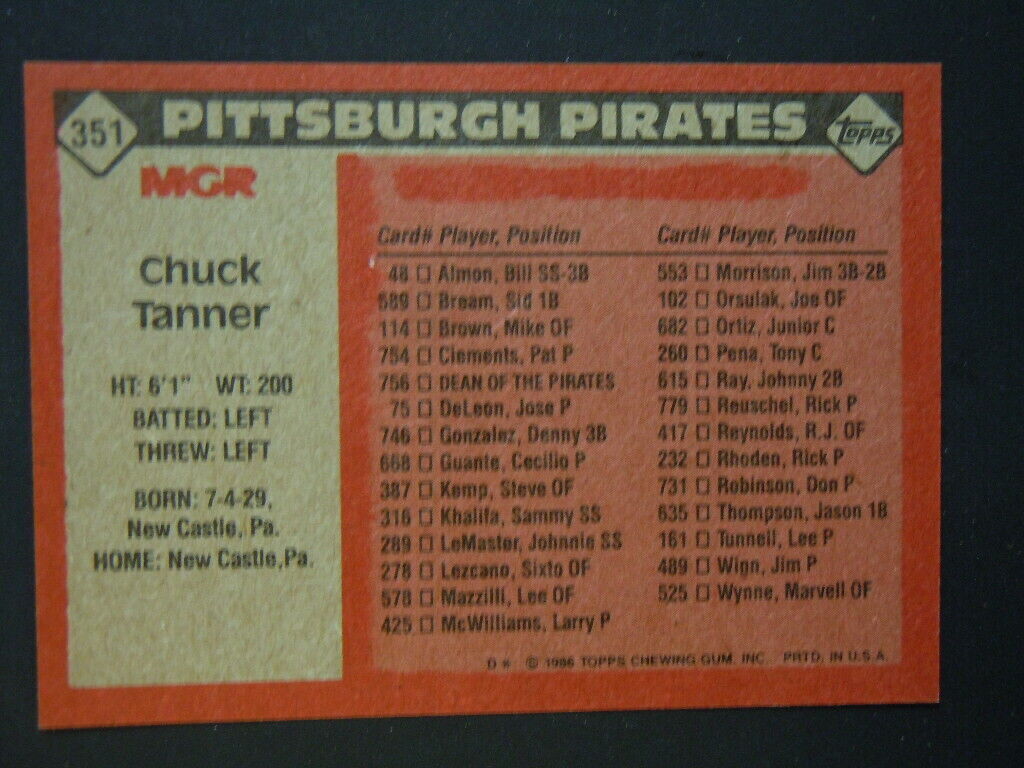 351 PITTSBURGH PIRATES TOPPS
MGR
Chuck
Tanner
HT: 6'1" WT: 200
BATTED: LEFT
THREW: LEFT
BORN: 7-4-29,
New Castle, Pa.
HOME: New Castle, Pa.
Card# Player, Position
48 Almon, Bill SS-3B
589 Bream, Sid 1B
114 Brown, Mike OF
754 Clements, Pat P
756 DEAN OF THE PIRATES
75 DeLeon, Jose P
746 Gonzalez, Denny 3B
668 Guante, Cecilio P
387 Kemp, Steve OF
316 Khalifa, Sammy SS
289 LeMaster, Johnnie SS
278 Lezcano, Sixto OF
578 Mazzilli, Lee OF
425 McWilliams, Larry P
Card# Player, Position
553 Morrison, Jim 3B-2B
102 Orsulak, Joe OF
682 Ortiz, Junior C
260 Pena, Tony C
615 Ray, Johnny 2B
779 Reuschel, Rick P
417 Reynolds, R.J. OF
232 Rhoden, Rick P
731 Robinson, Don P
635 Thompson, Jason 1B
161 Tunnell, Lee P
489 Winn, Jim P
525 Wynne, Marvell OF
D * © 1986 TOPPS CHEWING GUM, INC. PRTD. IN U.S.A.